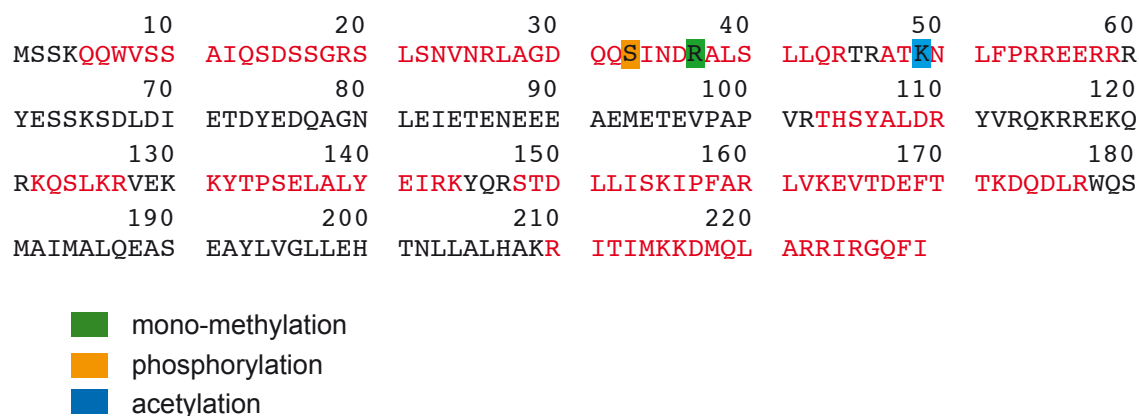 10 20 30 40 50 60
MSSKQQWVSS AIQSDSSGRS LSNVNRLAGD QQSINDRALS LLQRTRATKN LFPRREERRR
70 80 90 100 110 120
YESSKSDLDI ETDYEDQAGN LEIETENEEE AEMETEVPAP VRTHSYALDR YVRQKRREKQ
130 140 150 160 170 180
RKQSLKRVEK KYTPSELALY EIRKYQRSTD LLISKIPFAR LVKEVTDEFT TKDQDLRWQS
190 200 210 220
MAIMALQEAS EAYLVGLLEH TNLLALHAKR ITIMKKDMQL ARRIRGQFI
mono-methylation
phosphorylation
acetylation